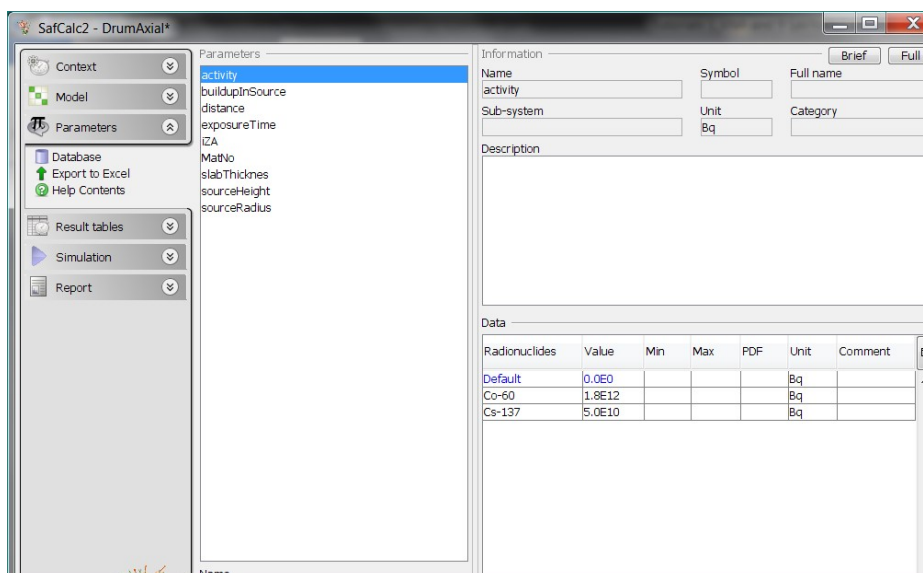 SafCalc2 - DrumAxial*
Context
Model
Parameters
Database
Export to Excel
Help Contents
Result tables
Simulation
Report
Parameters
activity
buildupInSource
distance
exposureTime
iZA
MatNo
slabThicknes
sourceHeight
sourceRadius
Information
Brief Full
Name Symbol Full name
activity
Sub-system Unit Category
Bq
Description
Data
Radionuclides Value Min Max PDF Unit Comment
Default 0.0E0 Bq
Co-60 1.8E12 Bq
Cs-137 5.0E10 Bq